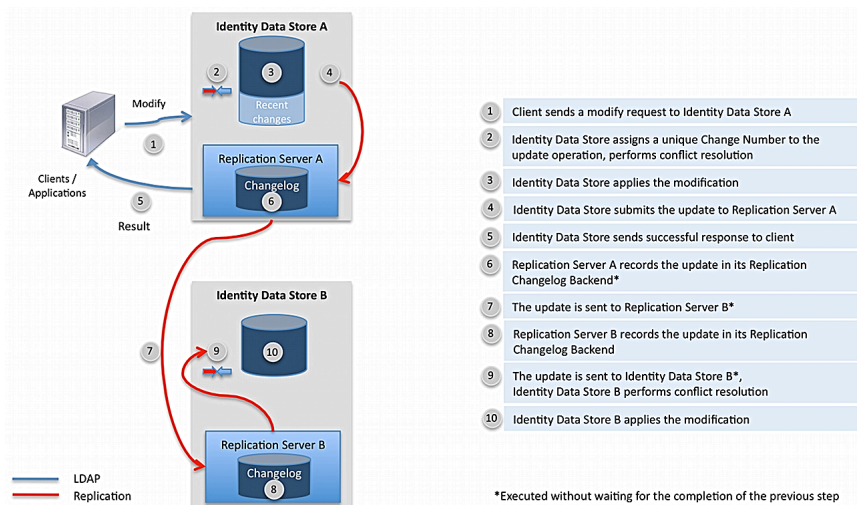 Identity Data Store A
2
3
4
Recent
changes
Modify
1
Clients /
Applications
5
Result
Replication Server A
Changelog
6
Identity Data Store B
7
9
10
Replication Server B
Changelog
8
LDAP
Replication
1 Client sends a modify request to Identity Data Store A
2 Identity Data Store assigns a unique Change Number to the
update operation, performs conflict resolution
3 Identity Data Store applies the modification
4 Identity Data Store submits the update to Replication Server A
5 Identity Data Store sends successful response to client
6 Replication Server A records the update in its Replication
Changelog Backend*
7 The update is sent to Replication Server B*
8 Replication Server B records the update in its Replication
Changelog Backend
9 The update is sent to Identity Data Store B*,
Identity Data Store B performs conflict resolution
10 Identity Data Store B applies the modification
*Executed without waiting for the completion of the previous step